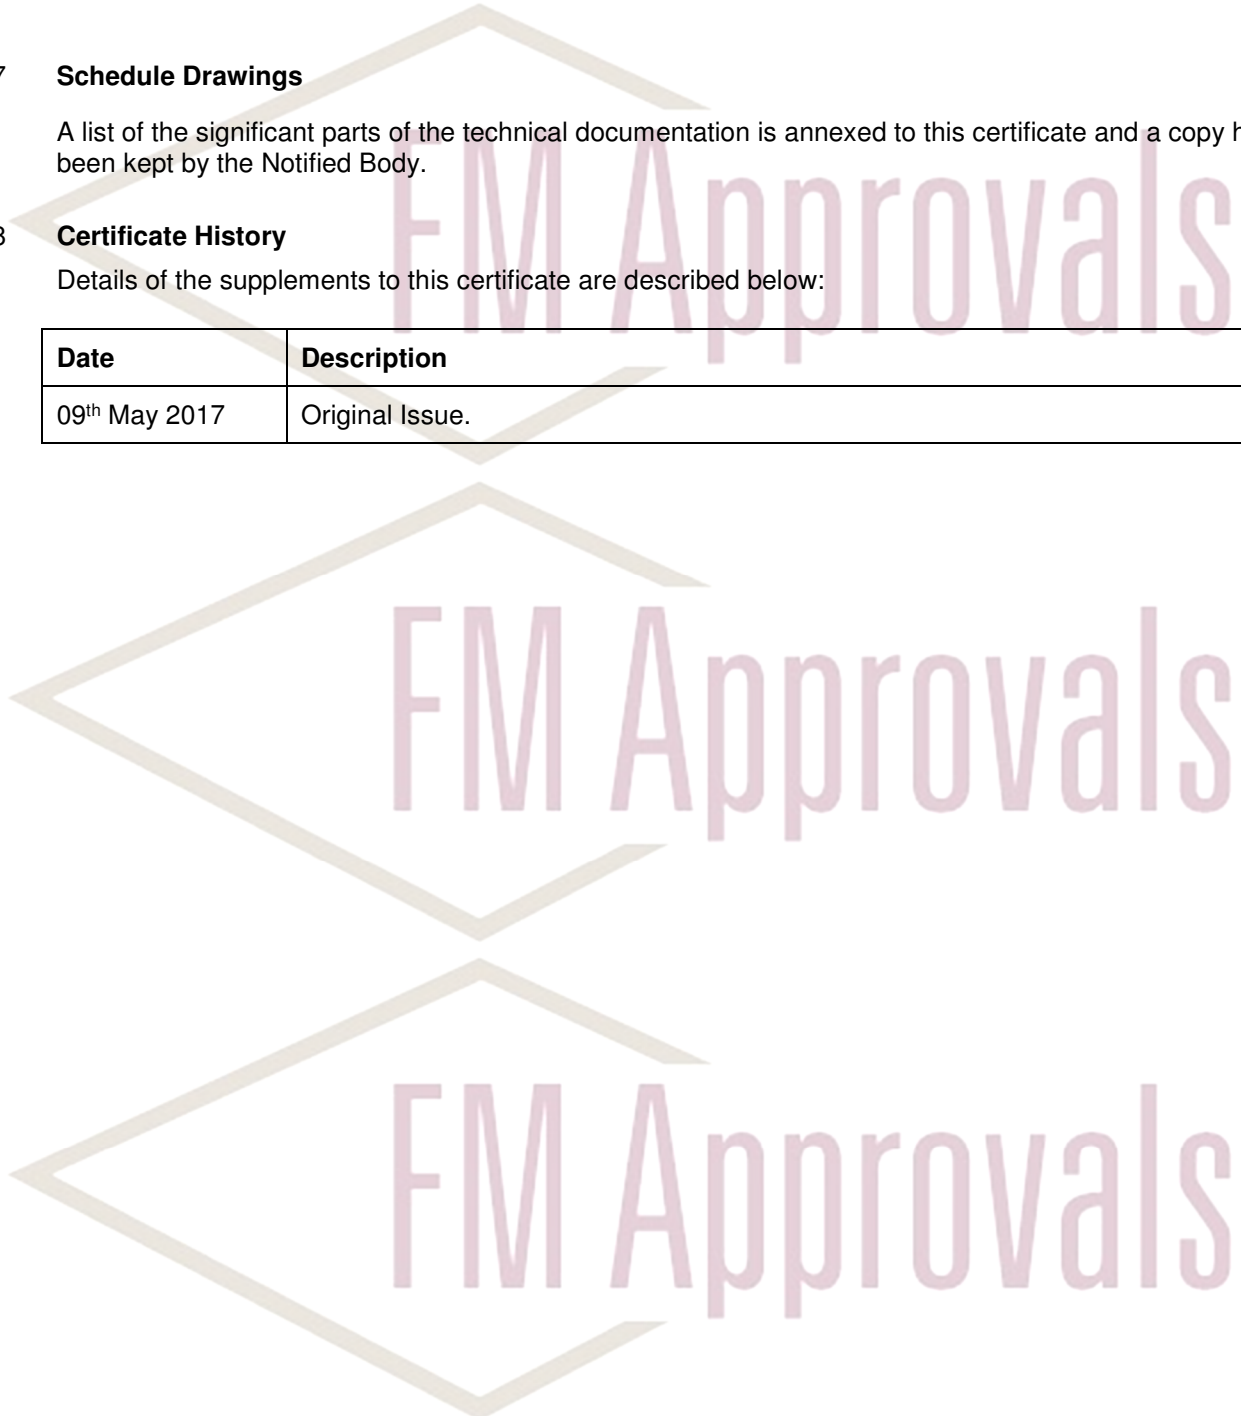 7 Schedule Drawings
A list of the significant parts of the technical documentation is annexed to this certificate and a copy
been kept by the Notified Body.
FM Approvals
Certificate History
Details of the supplements to this certificate are described below:
Date Description
09th May 2017 Original Issue.
FM Approvals
FM Approvals